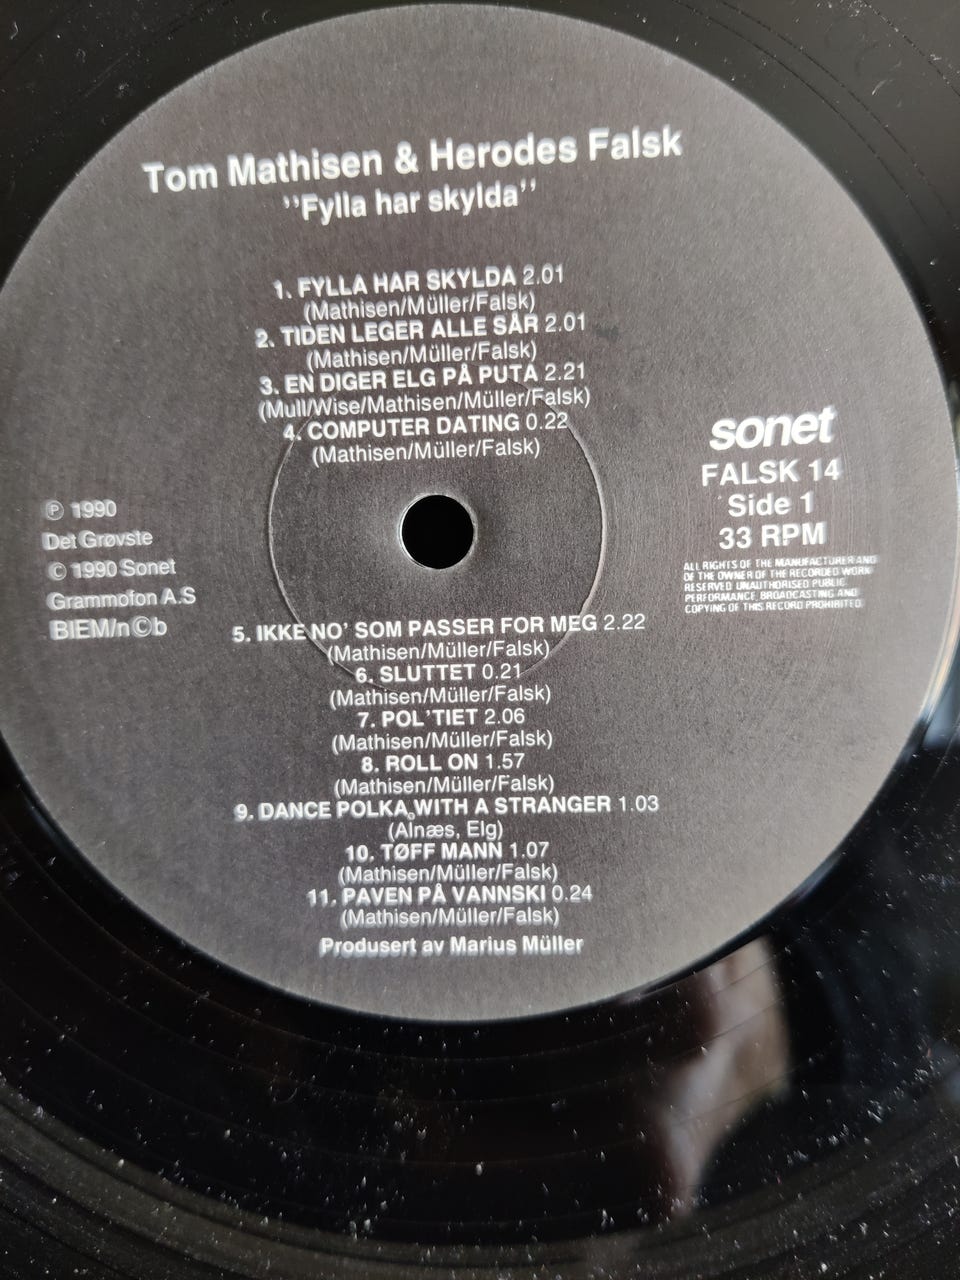 Tom Mathisen & Herodes Falsk
’’Fylla har skylda’’
1. FYLLA HAR SKYLDA 2.01
(Mathisen/Müller/Falsk)
2. TIDEN LEGER ALLE SÅR 2.01
(Mathisen/Müller/Falsk)
3. EN DIGER ELG PÅ PUTA 2.21
(Mull/Wise/Mathisen/Müller/Falsk)
4. COMPUTER DATING 0.22
(Mathisen/Müller/Falsk)
sonet
FALSK 14
Side 1
33 RPM
ALL RIGHTS OF THE MANUFACTURER AND
OF THE OWNER OF THE RECORDED WORK
RESERVED UNAUTHORISED PUBLIC
PERFORMANCE, BROADCASTING AND
COPYING OF THIS RECORD PROHIBITED.
Ⓟ 1990
Det Grøvste
© 1990 Sonet
Grammofon A.S
BIEM/n©b
5. IKKE NO’ SOM PASSER FOR MEG 2.22
(Mathisen/Müller/Falsk)
6. SLUTTET 0.21
(Mathisen/Müller/Falsk)
7. POL’TIET 2.06
(Mathisen/Müller/Falsk)
8. ROLL ON 1.57
(Mathisen/Müller/Falsk)
9. DANCE POLKA WITH A STRANGER 1.03
(Alnæs, Elg)
10. TØFF MANN 1.07
(Mathisen/Müller/Falsk)
11. PAVEN PÅ VANNSKI 0.24
(Mathisen/Müller/Falsk)
Produsert av Marius Müller